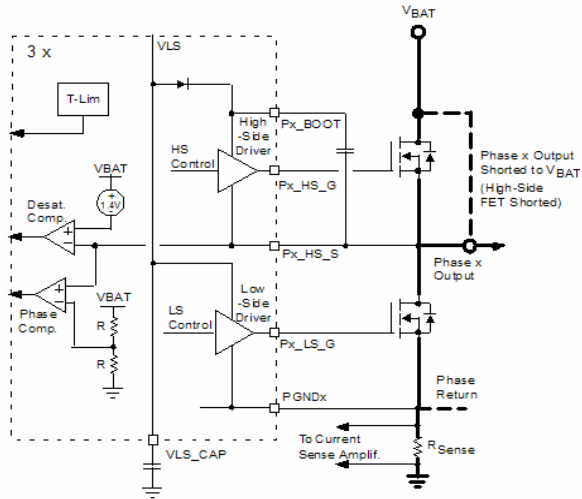 VBAT
VLS
3 x
T-Lim
High
-Side
Driver
Px_BOOT
HS
Control
Px_HS_G
Phase x Output
Shorted to VBAT
(High-Side
FET Shorted)
VBAT
+
1.4V
Desat.
Comp.
+
–
Px_HS_S
Phase x
Output
+
–
Phase
Comp.
VBAT
R
R
Low
-Side
Driver
LS
Control
Px_LS_G
PGNDx
Phase
Return
To Current
Sense Amplif.
RSense
VLS_CAP